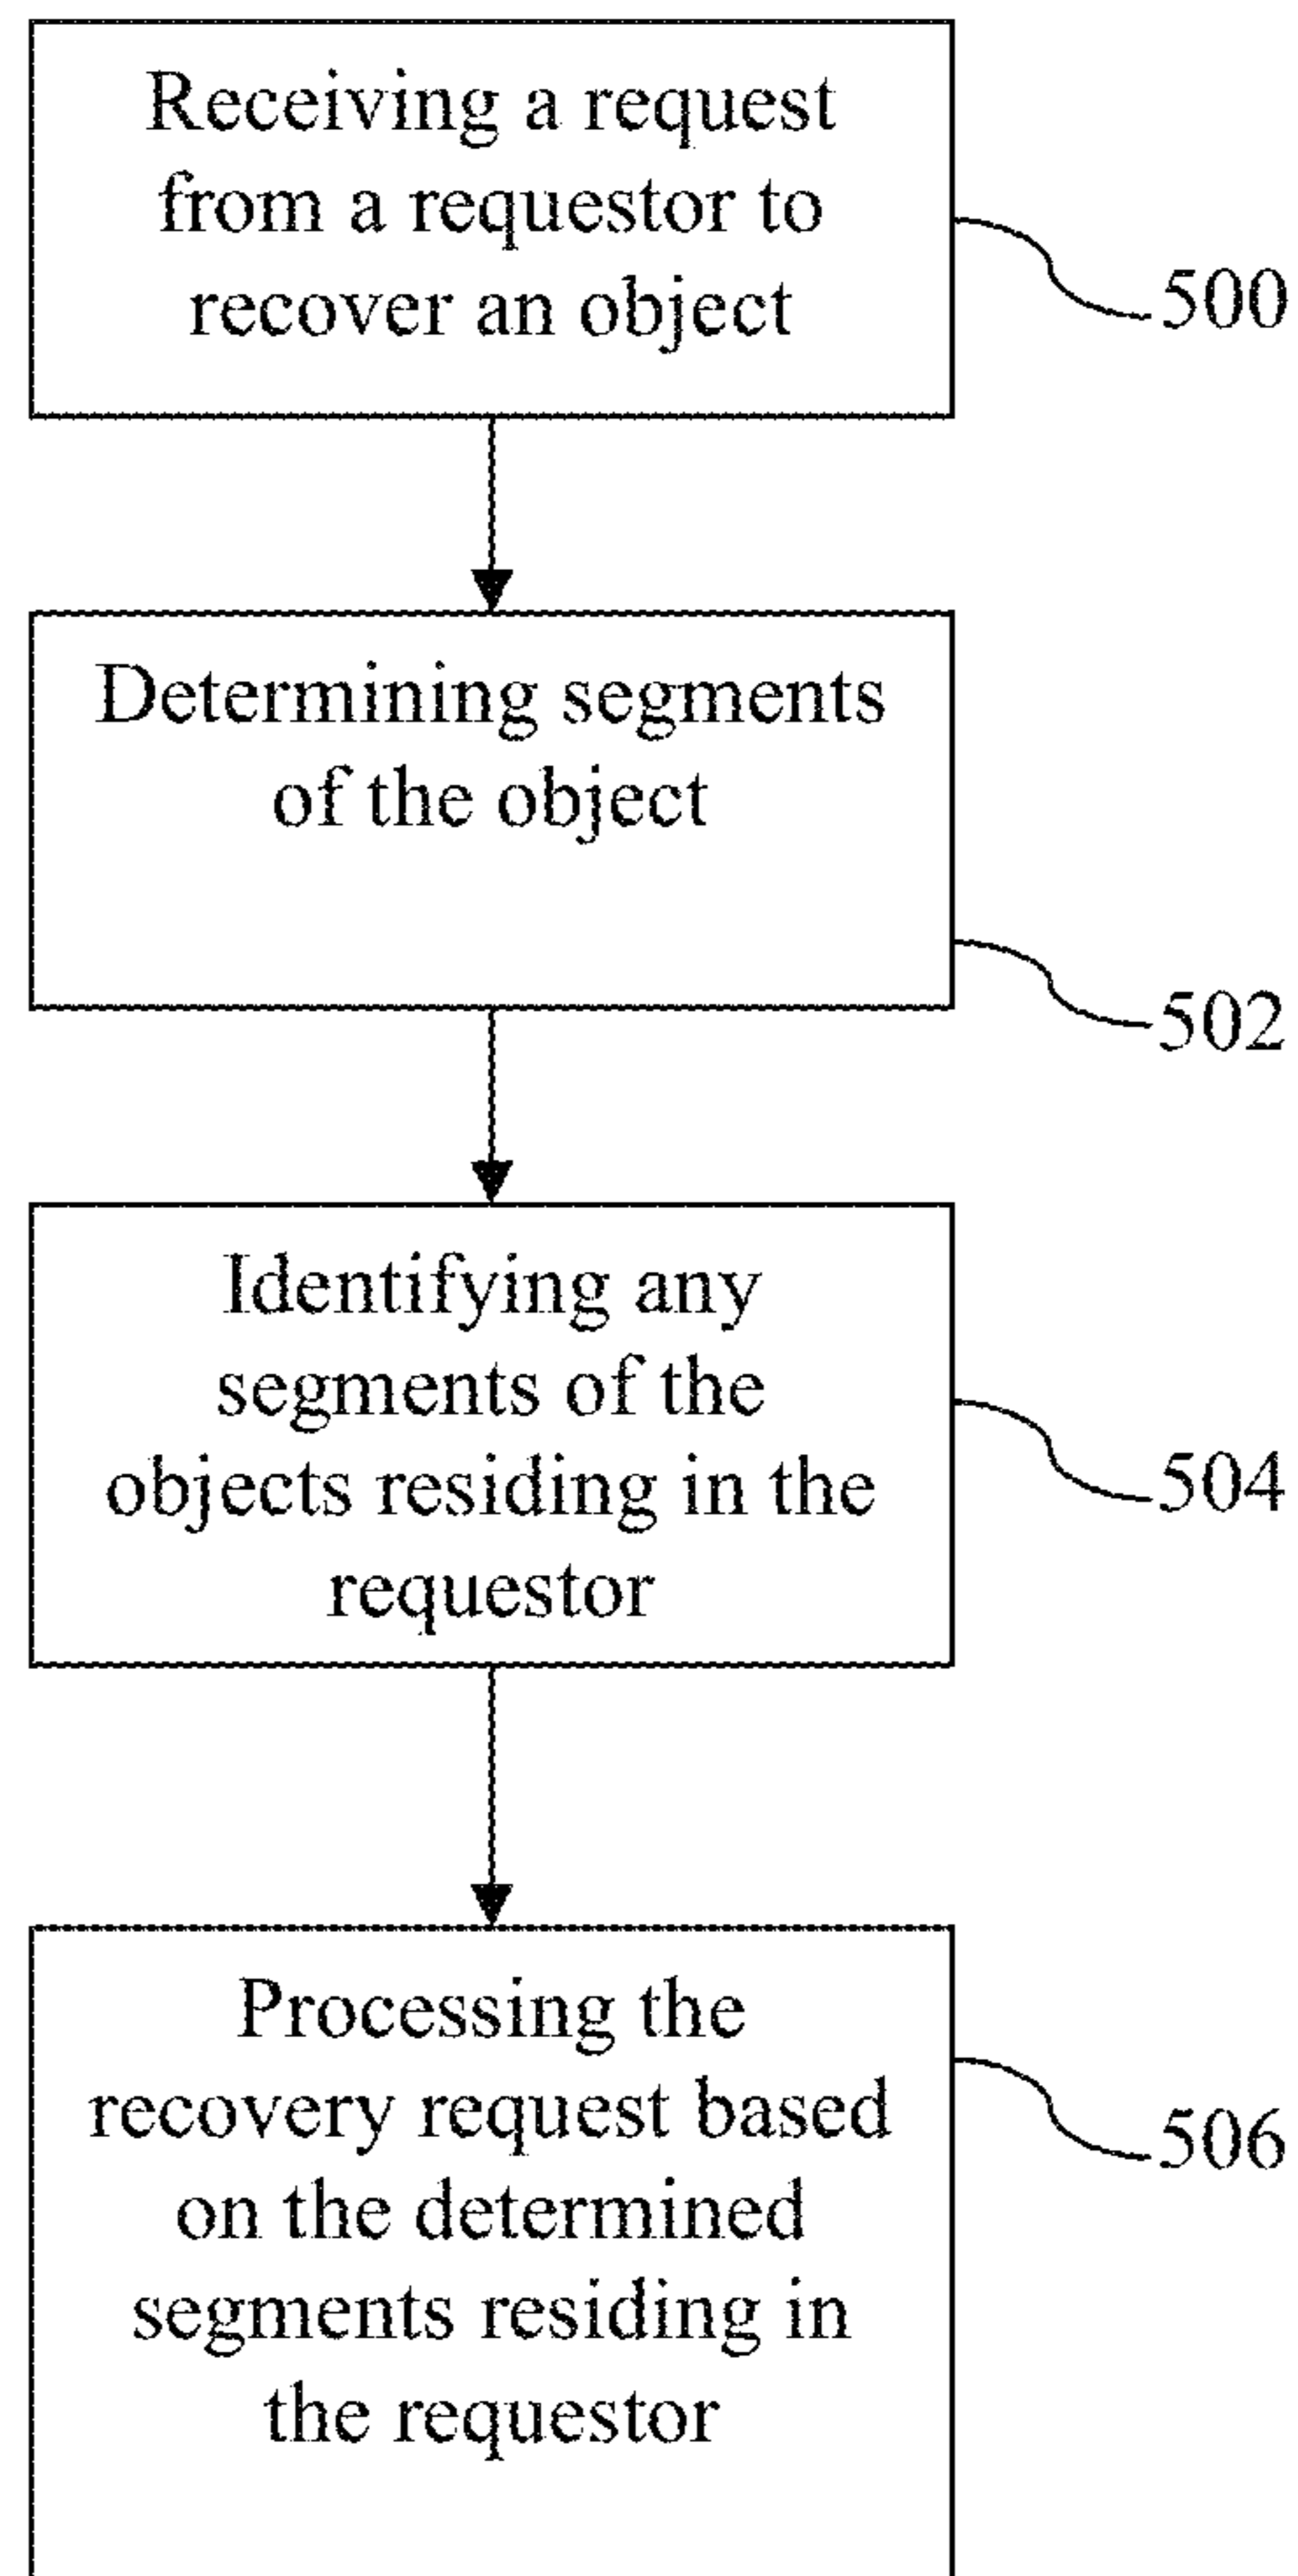 Receiving a request
from a requestor to
recover an object
500
Determining segments
of the object
502
Identifying any
segments of the
objects residing in the
requestor
504
Processing the
recovery request based
on the determined
segments residing in
the requestor
506